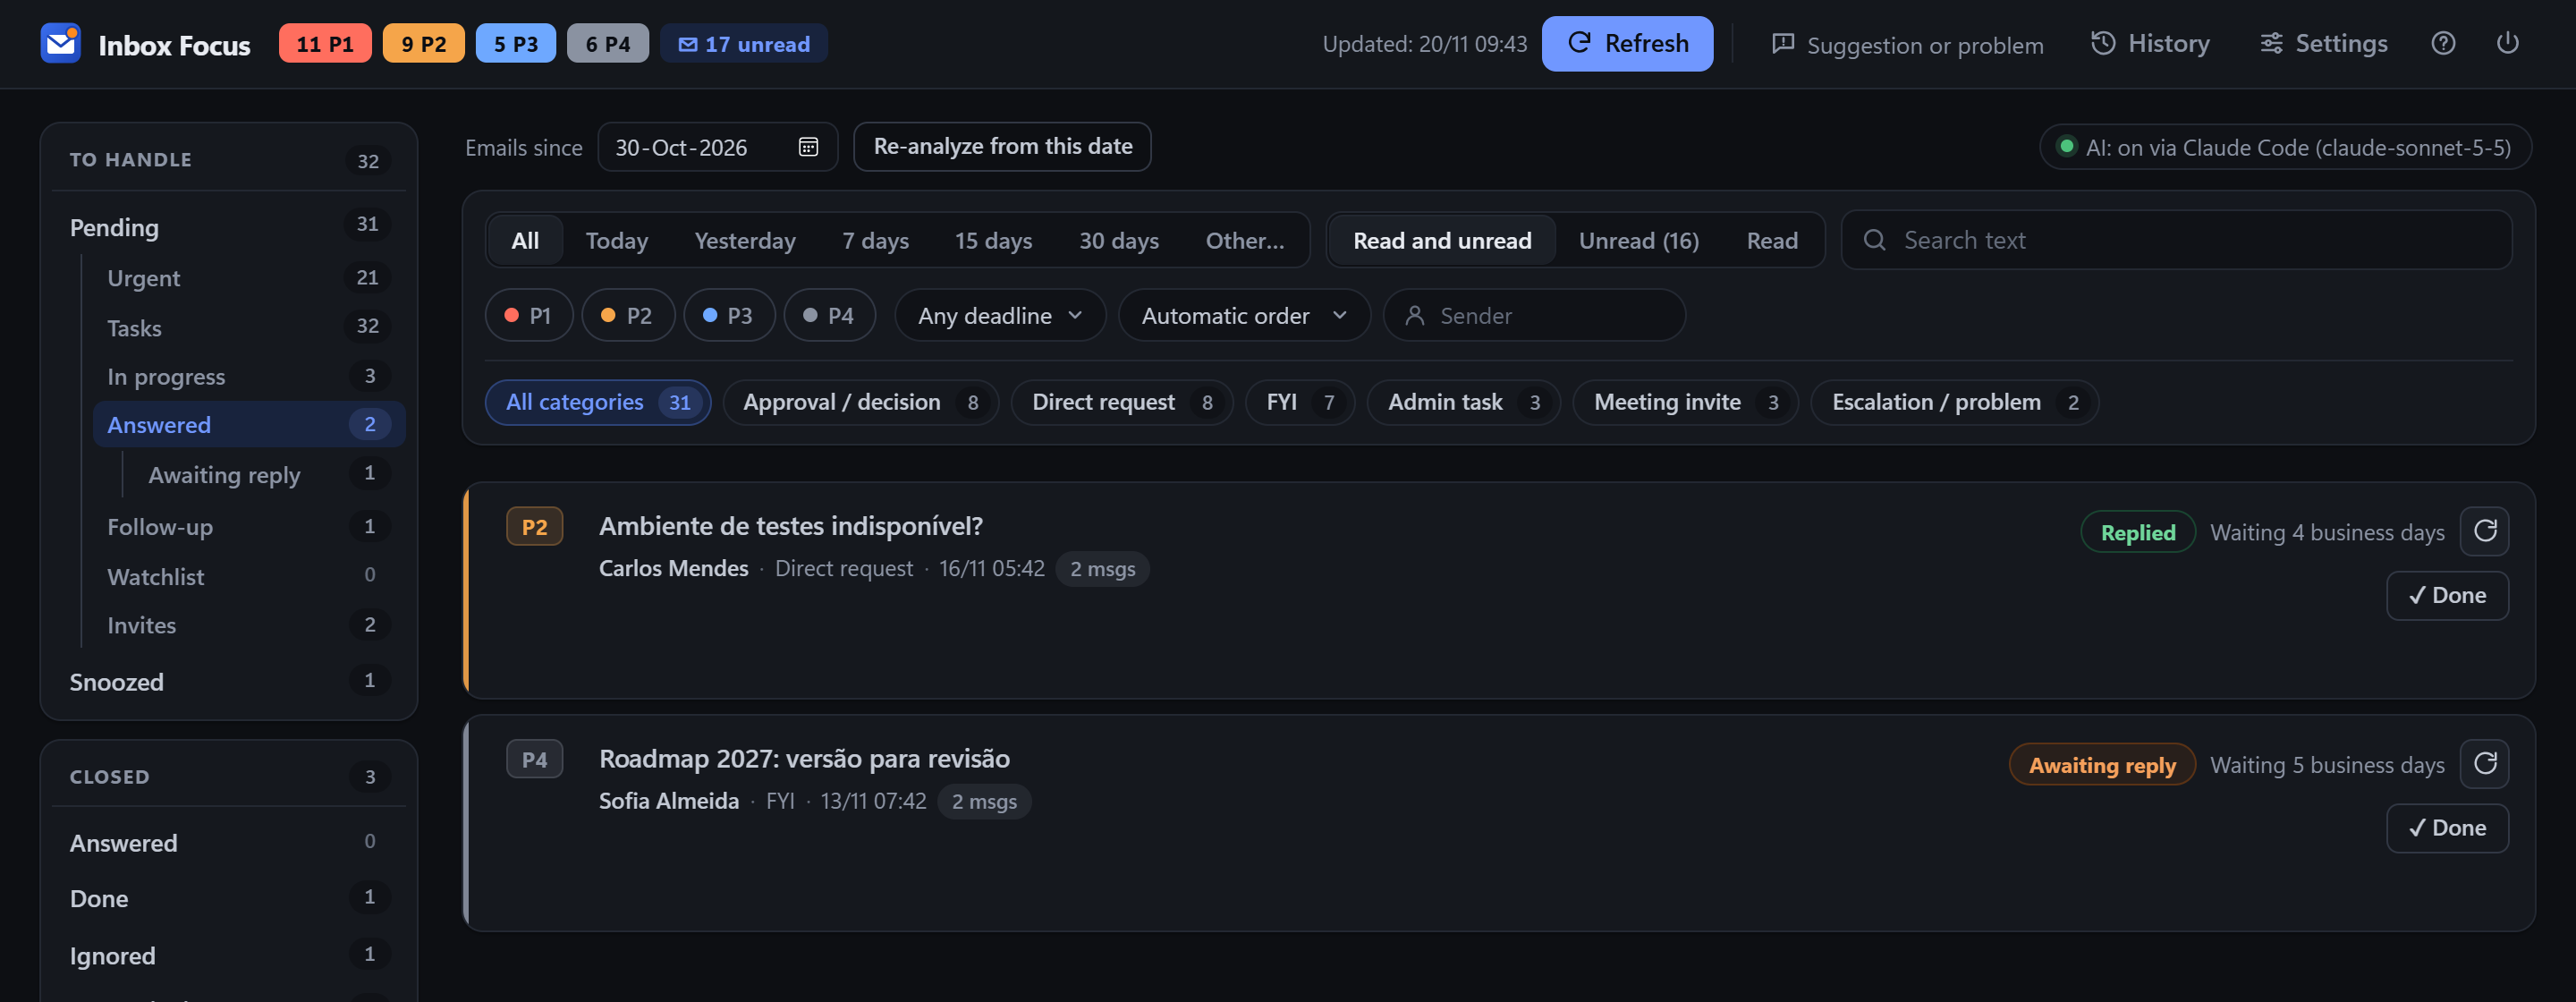 Inbox Focus
11 P1
9 P2
5 P3
6 P4
17 unread
Updated: 20/11 09:43
Refresh
Suggestion or problem
History
Settings
TO HANDLE 32
Pending 31
Urgent 21
Tasks 32
In progress 3
Answered 2
Awaiting reply 1
Follow-up 1
Watchlist 0
Invites 2
Snoozed 1
CLOSED 3
Answered 0
Done 1
Ignored 1
Emails since
30-Oct-2026
Re-analyze from this date
AI: on via Claude Code (claude-sonnet-5-5)
All
Today
Yesterday
7 days
15 days
30 days
Other...
Read and unread
Unread (16)
Read
Search text
P1
P2
P3
P4
Any deadline
Automatic order
Sender
All categories 31
Approval / decision 8
Direct request 8
FYI 7
Admin task 3
Meeting invite 3
Escalation / problem 2
P2
Ambiente de testes indisponível?
Carlos Mendes · Direct request · 16/11 05:42 2 msgs
Replied
Waiting 4 business days
✓ Done
P4
Roadmap 2027: versão para revisão
Sofia Almeida · FYI · 13/11 07:42 2 msgs
Awaiting reply
Waiting 5 business days
✓ Done